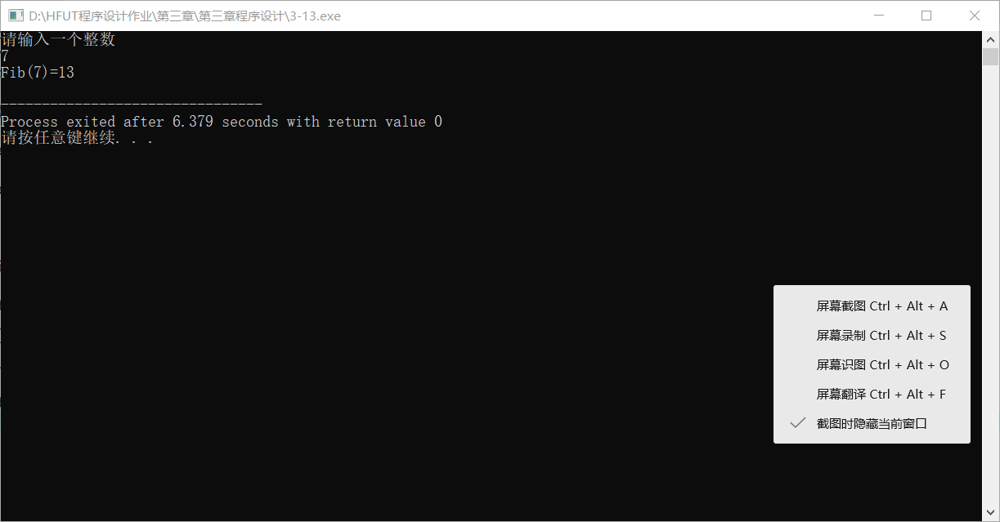 D:\HFUT程序设计作业\第三章\第三章程序设计\3-13.exe
请输入一个整数
7
Fib(7)=13
--------------------------------
Process exited after 6.379 seconds with return value 0
请按任意键继续. . .
屏幕截图 Ctrl + Alt + A
屏幕录制 Ctrl + Alt + S
屏幕识图 Ctrl + Alt + O
屏幕翻译 Ctrl + Alt + F
截图时隐藏当前窗口